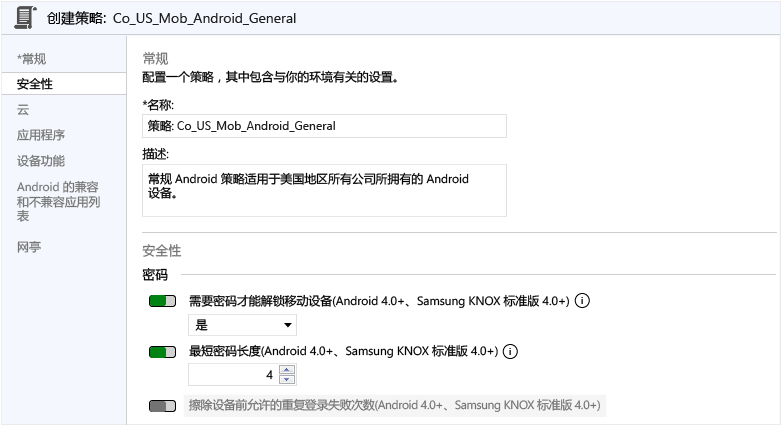 创建策略: Co_US_Mob_Android_General
*常规
安全性
云
应用程序
设备功能
Android 的兼容
和不兼容应用列
表
网亭
常规
配置一个策略，其中包含与你的环境有关的设置。
*名称:
策略: Co_US_Mob_Android_General
描述:
常规 Android 策略适用于美国地区所有公司所拥有的 Android
设备。
安全性
密码
需要密码才能解锁移动设备(Android 4.0+、Samsung KNOX 标准版 4.0+)
是
最短密码长度(Android 4.0+、Samsung KNOX 标准版 4.0+)
4
擦除设备前允许的重复登录失败次数(Android 4.0+、Samsung KNOX 标准版 4.0+)